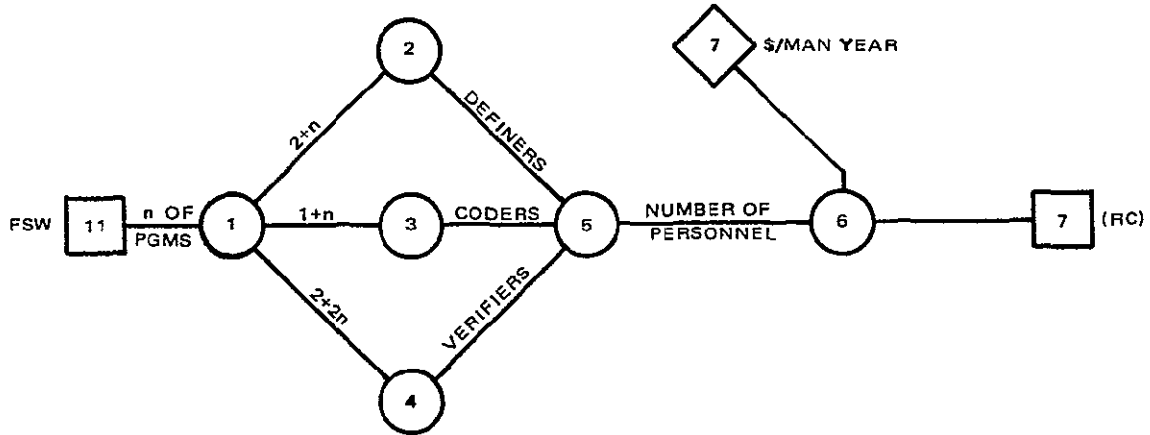 2
7
$/MAN YEAR
2+n
DEFINERS
FSW
11
n OF
PGMS
1
1+n
3
CODERS
5
NUMBER OF
PERSONNEL
6
7
(RC)
2+2n
VERIFIERS
4